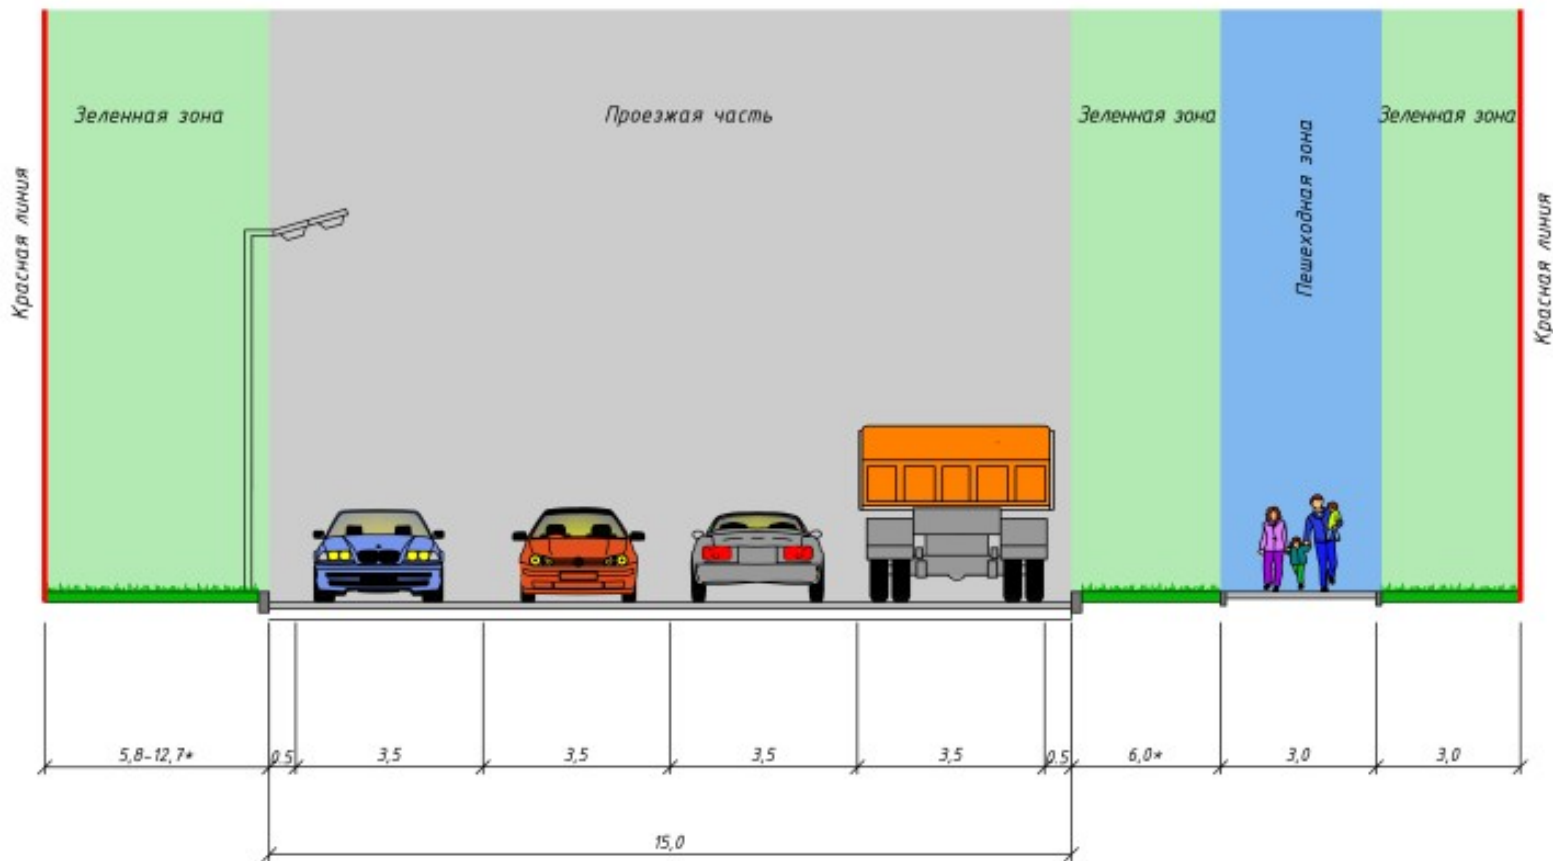 Зеленная зона
Проезжая часть
Зеленная зона
Зеленная зона
Красная линия
Пешеходная зона
Красная линия
5,8-12,7*
0.5
3,5
3,5
3,5
3,5
0.5
6,0*
3,0
3,0
15,0